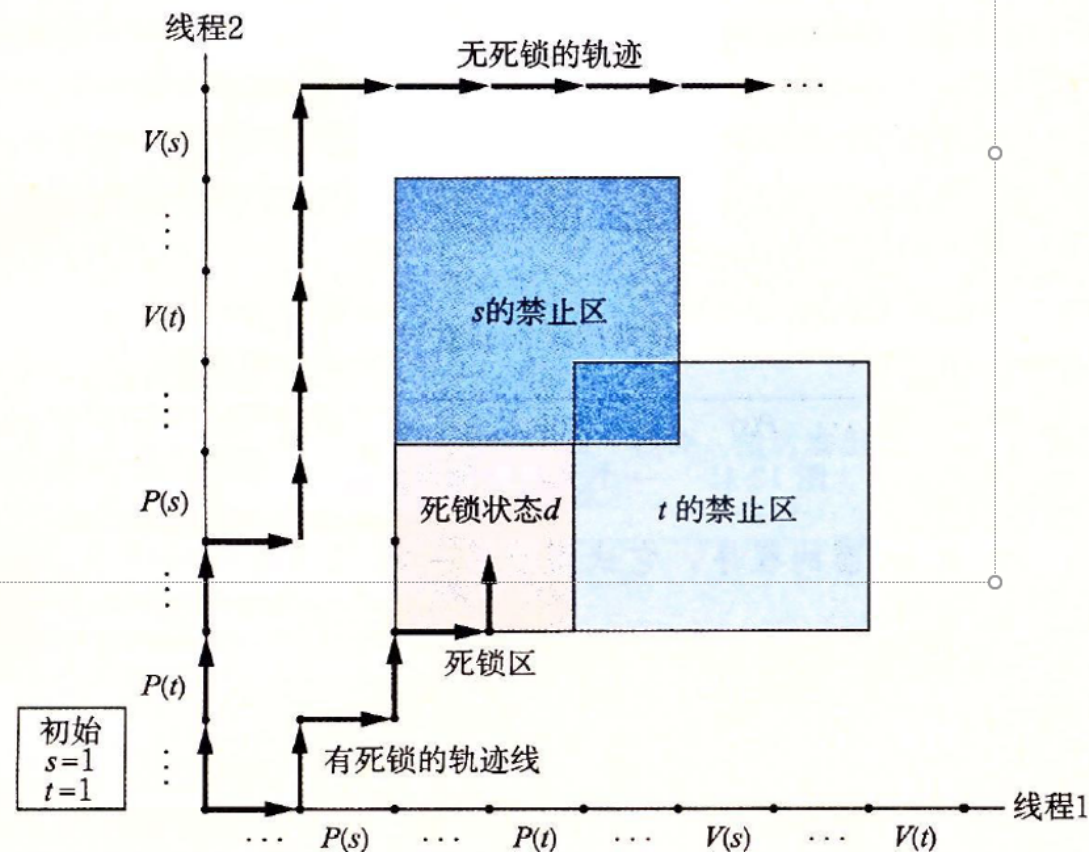 线程2
无死锁的轨迹
...
V(s)
⋮
V(t)
s的禁止区
⋮
P(s)
死锁状态d
t 的禁止区
⋮
死锁区
P(t)
初始
s=1
t=1
⋮
有死锁的轨迹线
线程1
... P(s) ... P(t) ... V(s) ... V(t)